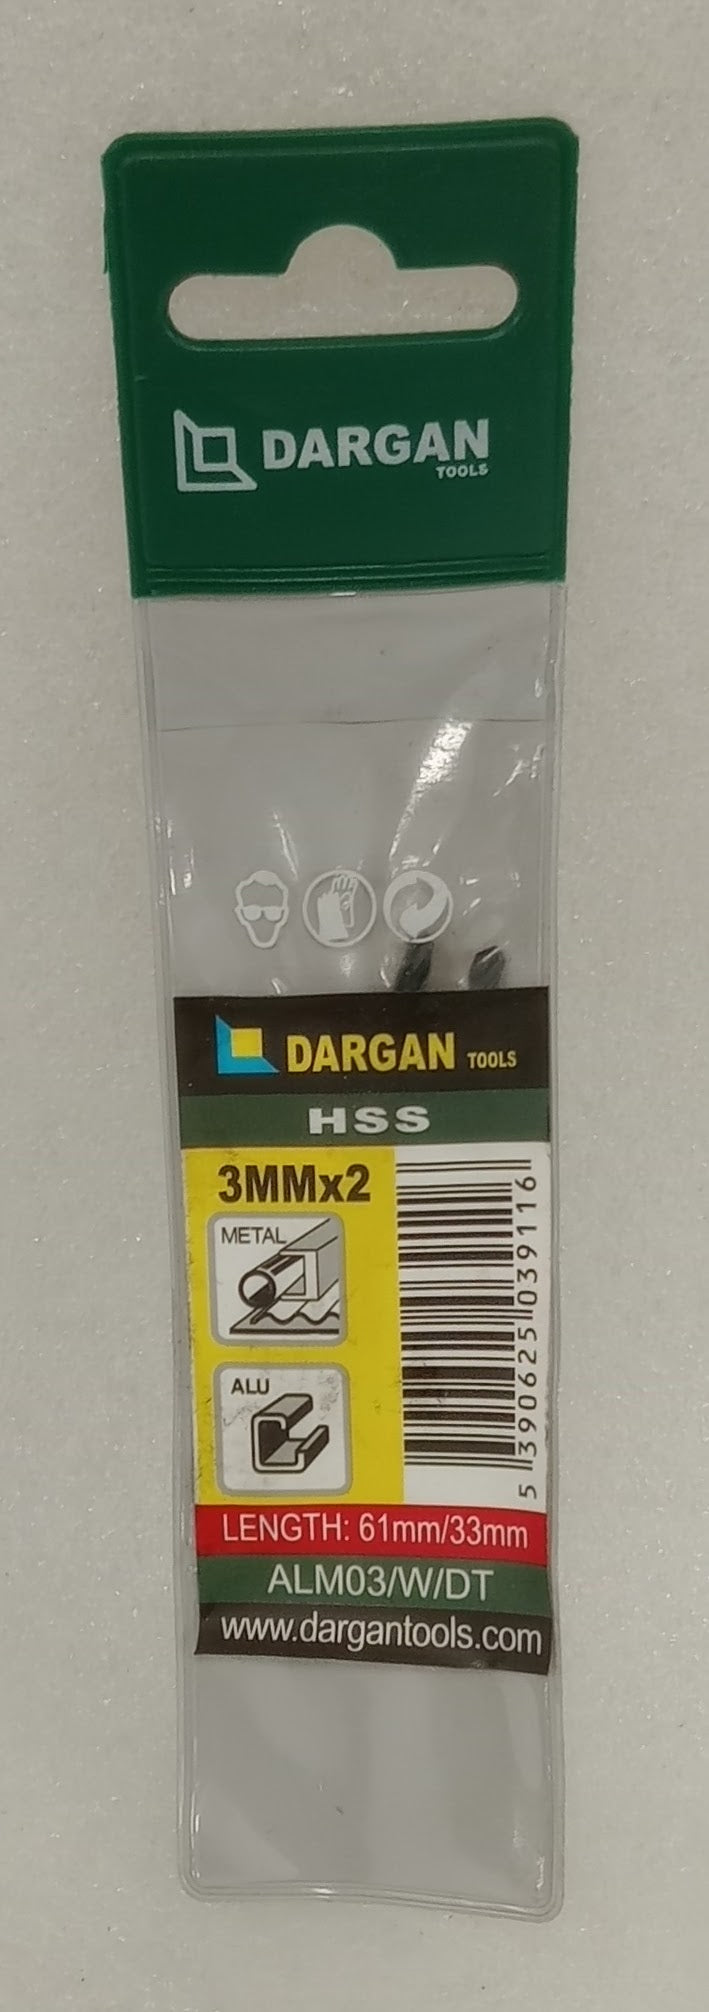 DARGAN
TOOLS
DARGAN TOOLS
HSS
3MMx2
METAL
ALU
5 390625 039116
LENGTH: 61mm/33mm
ALM03/W/DT
www.dargantools.com